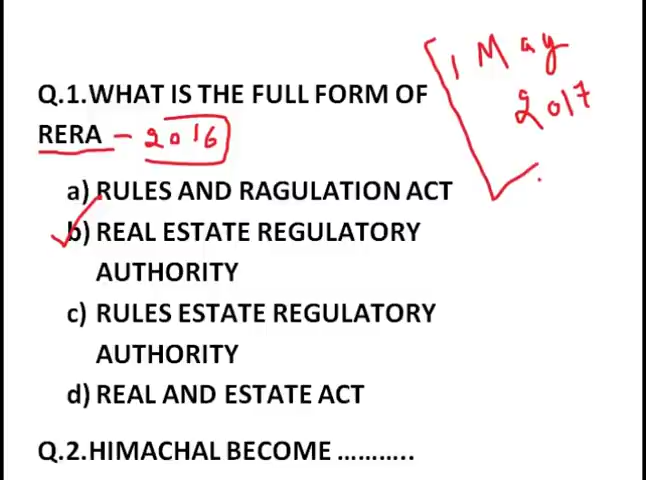 1 May
2017
Q.1.WHAT IS THE FULL FORM OF
RERA - 2016
a) RULES AND RAGULATION ACT
b) REAL ESTATE REGULATORY
AUTHORITY
c) RULES ESTATE REGULATORY
AUTHORITY
d) REAL AND ESTATE ACT
Q.2.HIMACHAL BECOME ...........